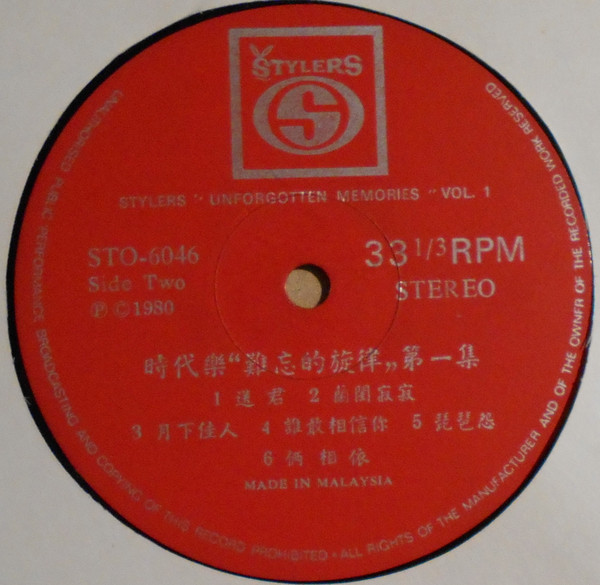 STYLERS
S
STYLERS " UNFORGOTTEN MEMORIES " VOL. 1
STO-6046
Side Two
Ⓟ © 1980
33 1/3 RPM
STEREO
時代樂“難忘的旋律„第一集
1 送君 2 蘭閨寂寂
3 月下佳人 4 誰敢相信你 5 琵琶怨
6 倆相依
MADE IN MALAYSIA
UNAUTHORISED PUBLIC PERFORMANCE BROADCASTING AND COPYING OF THIS RECORD PROHIBITED · ALL RIGHTS OF THE MANUFACTURER AND OF THE OWNER OF THE RECORDED WORK RESERVED